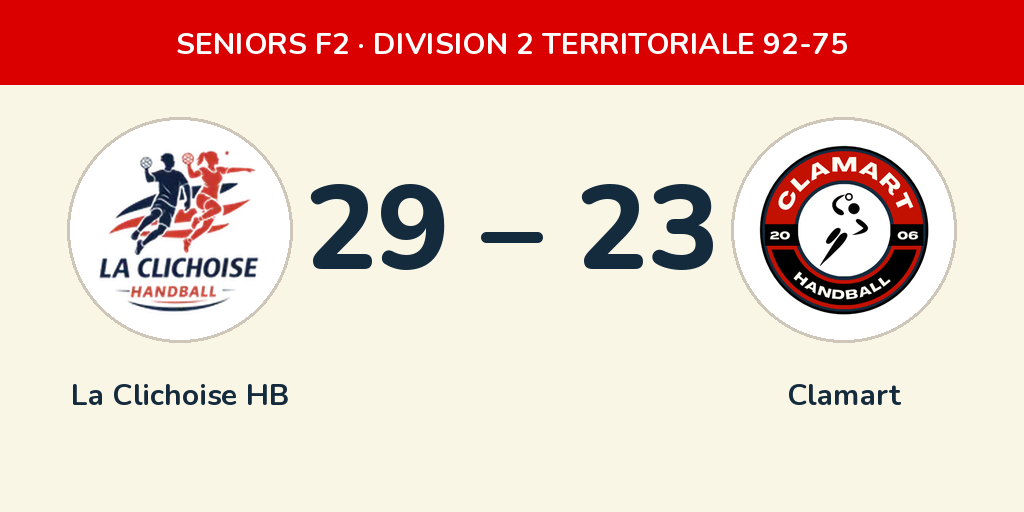 SENIORS F2 · DIVISION 2 TERRITORIALE 92-75
LA CLICHOISE
HANDBALL
29 – 23
CLAMART
20 06
HANDBALL
La Clichoise HB
Clamart